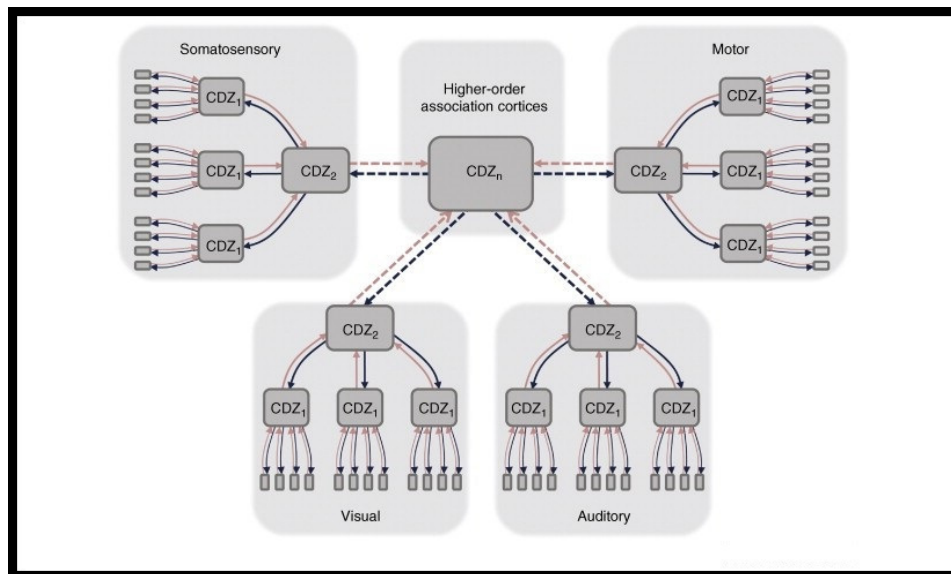 Somatosensory
Higher-order
association cortices
Motor
CDZ₁
CDZ₁
CDZ₁
CDZ₂
CDZₙ
CDZ₂
CDZ₁
CDZ₁
CDZ₁
CDZ₂
CDZ₁
CDZ₁
CDZ₁
Visual
CDZ₂
CDZ₁
CDZ₁
CDZ₁
Auditory